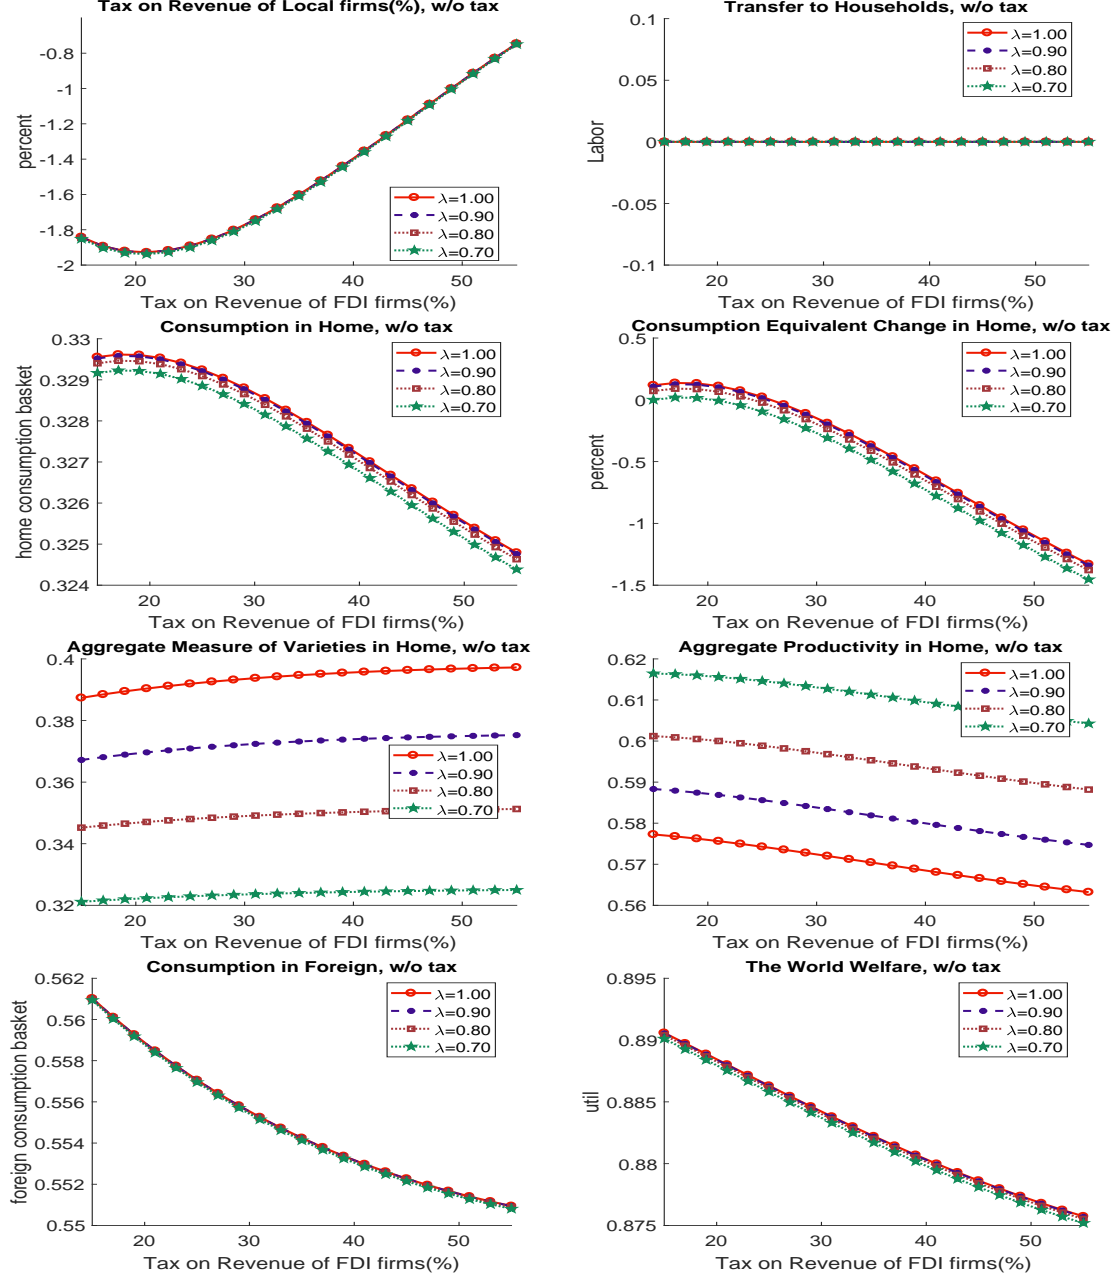 Tax on Revenue of Local firms(%), w/o tax
-0.8
-1
-1.2
-1.4
-1.6
-1.8
-2
percent
λ=1.00
λ=0.90
λ=0.80
λ=0.70
20
30
40
50
Tax on Revenue of FDI firms(%)
Transfer to Households, w/o tax
0.1
0.05
0
-0.05
-0.1
Labor
λ=1.00
λ=0.90
λ=0.80
λ=0.70
20
30
40
50
Tax on Revenue of FDI firms(%)
Consumption in Home, w/o tax
0.33
0.329
0.328
0.327
0.326
0.325
0.324
home consumption basket
λ=1.00
λ=0.90
λ=0.80
λ=0.70
20
30
40
50
Tax on Revenue of FDI firms(%)
Consumption Equivalent Change in Home, w/o tax
0.5
0
-0.5
-1
-1.5
percent
λ=1.00
λ=0.90
λ=0.80
λ=0.70
20
30
40
50
Tax on Revenue of FDI firms(%)
Aggregate Measure of Varieties in Home, w/o tax
0.4
0.38
0.36
0.34
0.32
λ=1.00
λ=0.90
λ=0.80
λ=0.70
20
30
40
50
Tax on Revenue of FDI firms(%)
Aggregate Productivity in Home, w/o tax
0.62
0.61
0.6
0.59
0.58
0.57
0.56
λ=1.00
λ=0.90
λ=0.80
λ=0.70
20
30
40
50
Tax on Revenue of FDI firms(%)
Consumption in Foreign, w/o tax
0.562
0.56
0.558
0.556
0.554
0.552
0.55
foreign consumption basket
λ=1.00
λ=0.90
λ=0.80
λ=0.70
20
30
40
50
Tax on Revenue of FDI firms(%)
The World Welfare, w/o tax
0.895
0.89
0.885
0.88
0.875
util
λ=1.00
λ=0.90
λ=0.80
λ=0.70
20
30
40
50
Tax on Revenue of FDI firms(%)